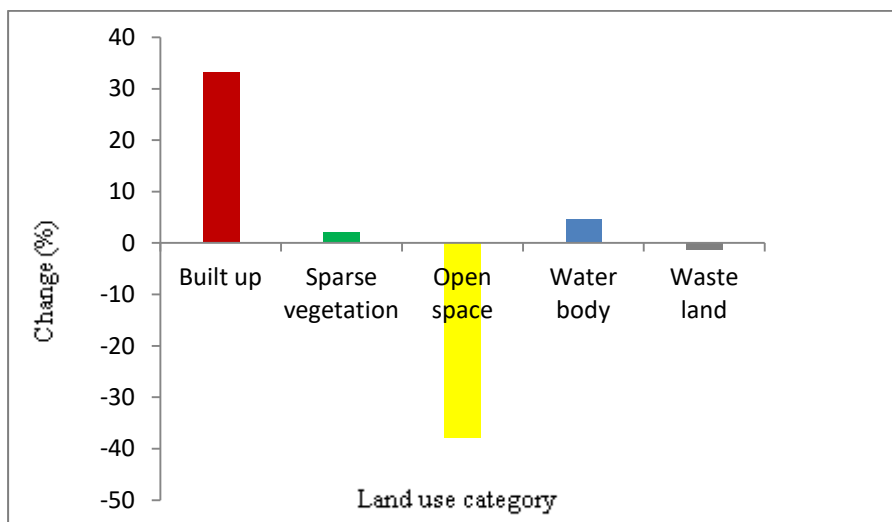 40
30
20
10
0
-10
-20
-30
-40
-50
Change (%)
Built up
Sparse vegetation
Open space
Water body
Waste land
Land use category